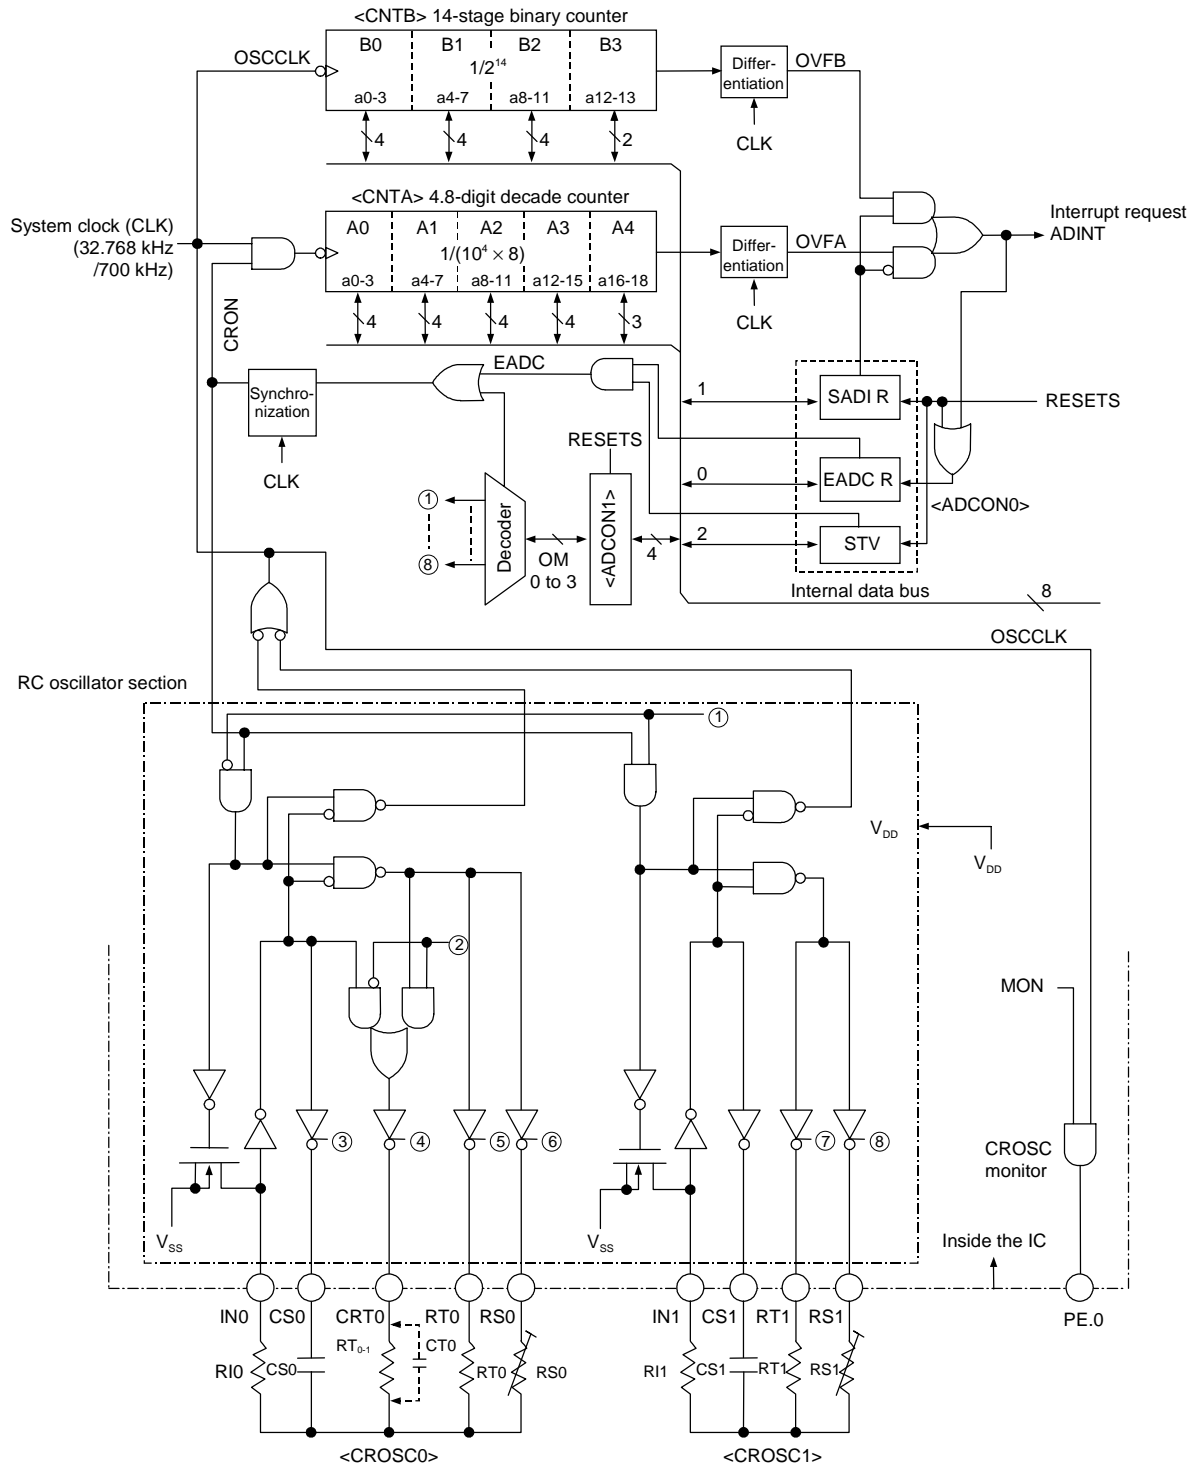 <CNTB> 14-stage binary counter
OSCCLK
B0 B1 B2 B3
1/2¹⁴
a0-3 a4-7 a8-11 a12-13
4 4 4 2
Differ-
entiation
OVFB
CLK
<CNTA> 4.8-digit decade counter
System clock (CLK)
(32.768 kHz
/700 kHz)
A0 A1 A2 A3 A4
1/(10⁴ × 8)
a0-3 a4-7 a8-11 a12-15 a16-18
4 4 4 4 3
Differ-
entiation
OVFA
CLK
Interrupt request
ADINT
CRON
EADC
Synchro-
nization
CLK
RESETS
1
SADI R
RESETS
0
EADC R
<ADCON0>
2
STV
①
⑧
Decoder
OM
0 to 3
<ADCON1>
4
Internal data bus
8
OSCCLK
RC oscillator section
①
V_DD
V_DD
②
MON
③
④
⑤
⑥
⑦
⑧
CROSC
monitor
V_SS
V_SS
Inside the IC
IN0 CS0 CRT0 RT0 RS0
IN1 CS1 RT1 RS1
PE.0
RI0 CS0 RT₀₋₁ CT0 RT0 RS0
RI1 CS1 RT1 RS1
<CROSC0>
<CROSC1>